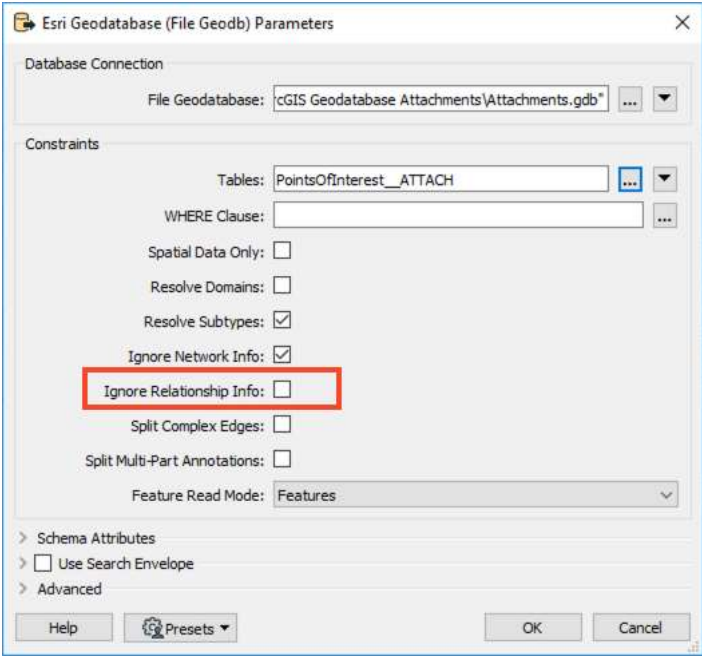 Esri Geodatabase (File Geodb) Parameters
Database Connection
File Geodatabase: rcGIS Geodatabase Attachments\Attachments.gdb" ...
Constraints
Tables: PointsOfInterest__ATTACH ...
WHERE Clause: ...
Spatial Data Only:
Resolve Domains:
Resolve Subtypes:
Ignore Network Info:
Ignore Relationship Info:
Split Complex Edges:
Split Multi-Part Annotations:
Feature Read Mode: Features
Schema Attributes
Use Search Envelope
Advanced
Help Presets OK Cancel